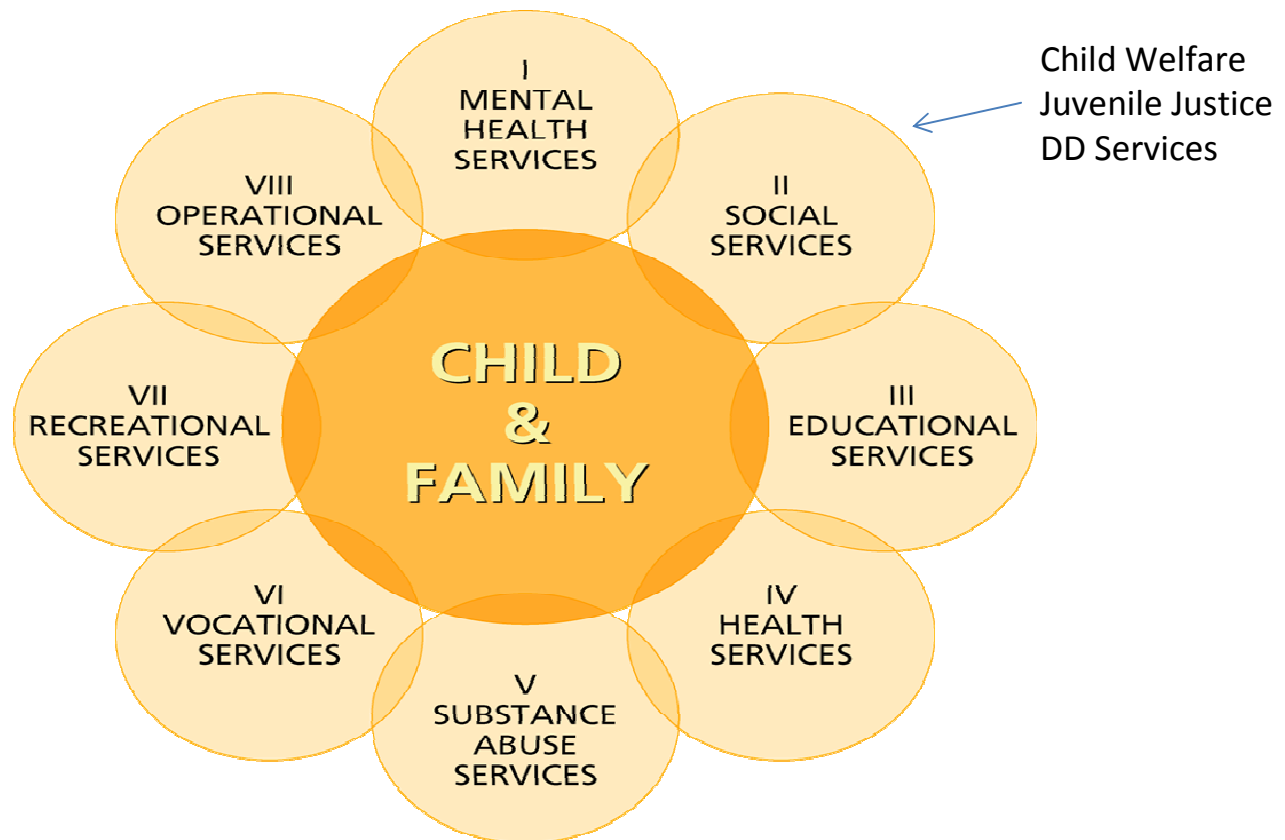 I
MENTAL
HEALTH
SERVICES
Child Welfare
Juvenile Justice
DD Services
II
SOCIAL
SERVICES
III
EDUCATIONAL
SERVICES
IV
HEALTH
SERVICES
V
SUBSTANCE
ABUSE
SERVICES
VI
VOCATIONAL
SERVICES
VII
RECREATIONAL
SERVICES
VIII
OPERATIONAL
SERVICES
CHILD
&
FAMILY